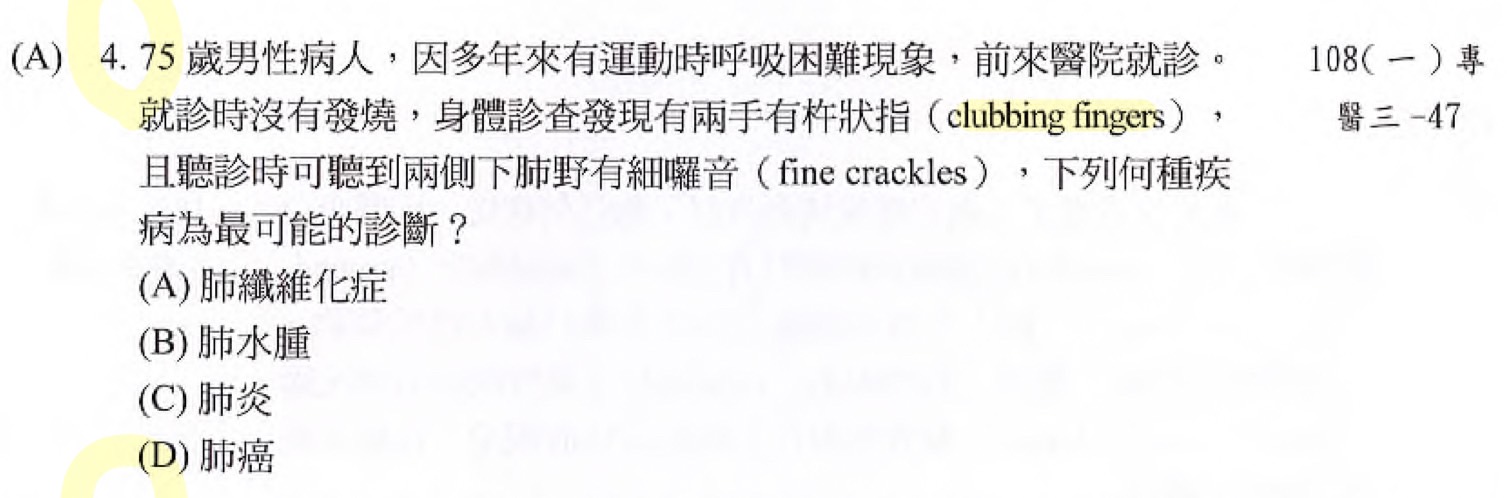 (A) 4. 75 歲男性病人，因多年來有運動時呼吸困難現象，前來醫院就診。 108(一)專
就診時沒有發燒，身體診查發現有兩手有杵狀指（clubbing fingers）， 醫三-47
且聽診時可聽到兩側下肺野有細囉音（fine crackles），下列何種疾
病為最可能的診斷？
(A) 肺纖維化症
(B) 肺水腫
(C) 肺炎
(D) 肺癌